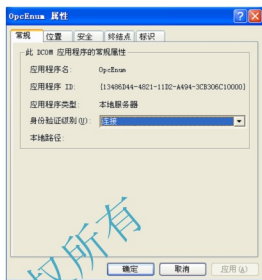 OpcEnum 属性
常规 位置 安全 终结点 标识
此 DCOM 应用程序的常规属性
应用程序名: OpcEnum
应用程序 ID: {13486D44-4821-11D2-A494-3CB306C10000}
应用程序类型: 本地服务器
身份验证级别(U): 连接
本地路径:
权所有
确定 取消 应用(A)